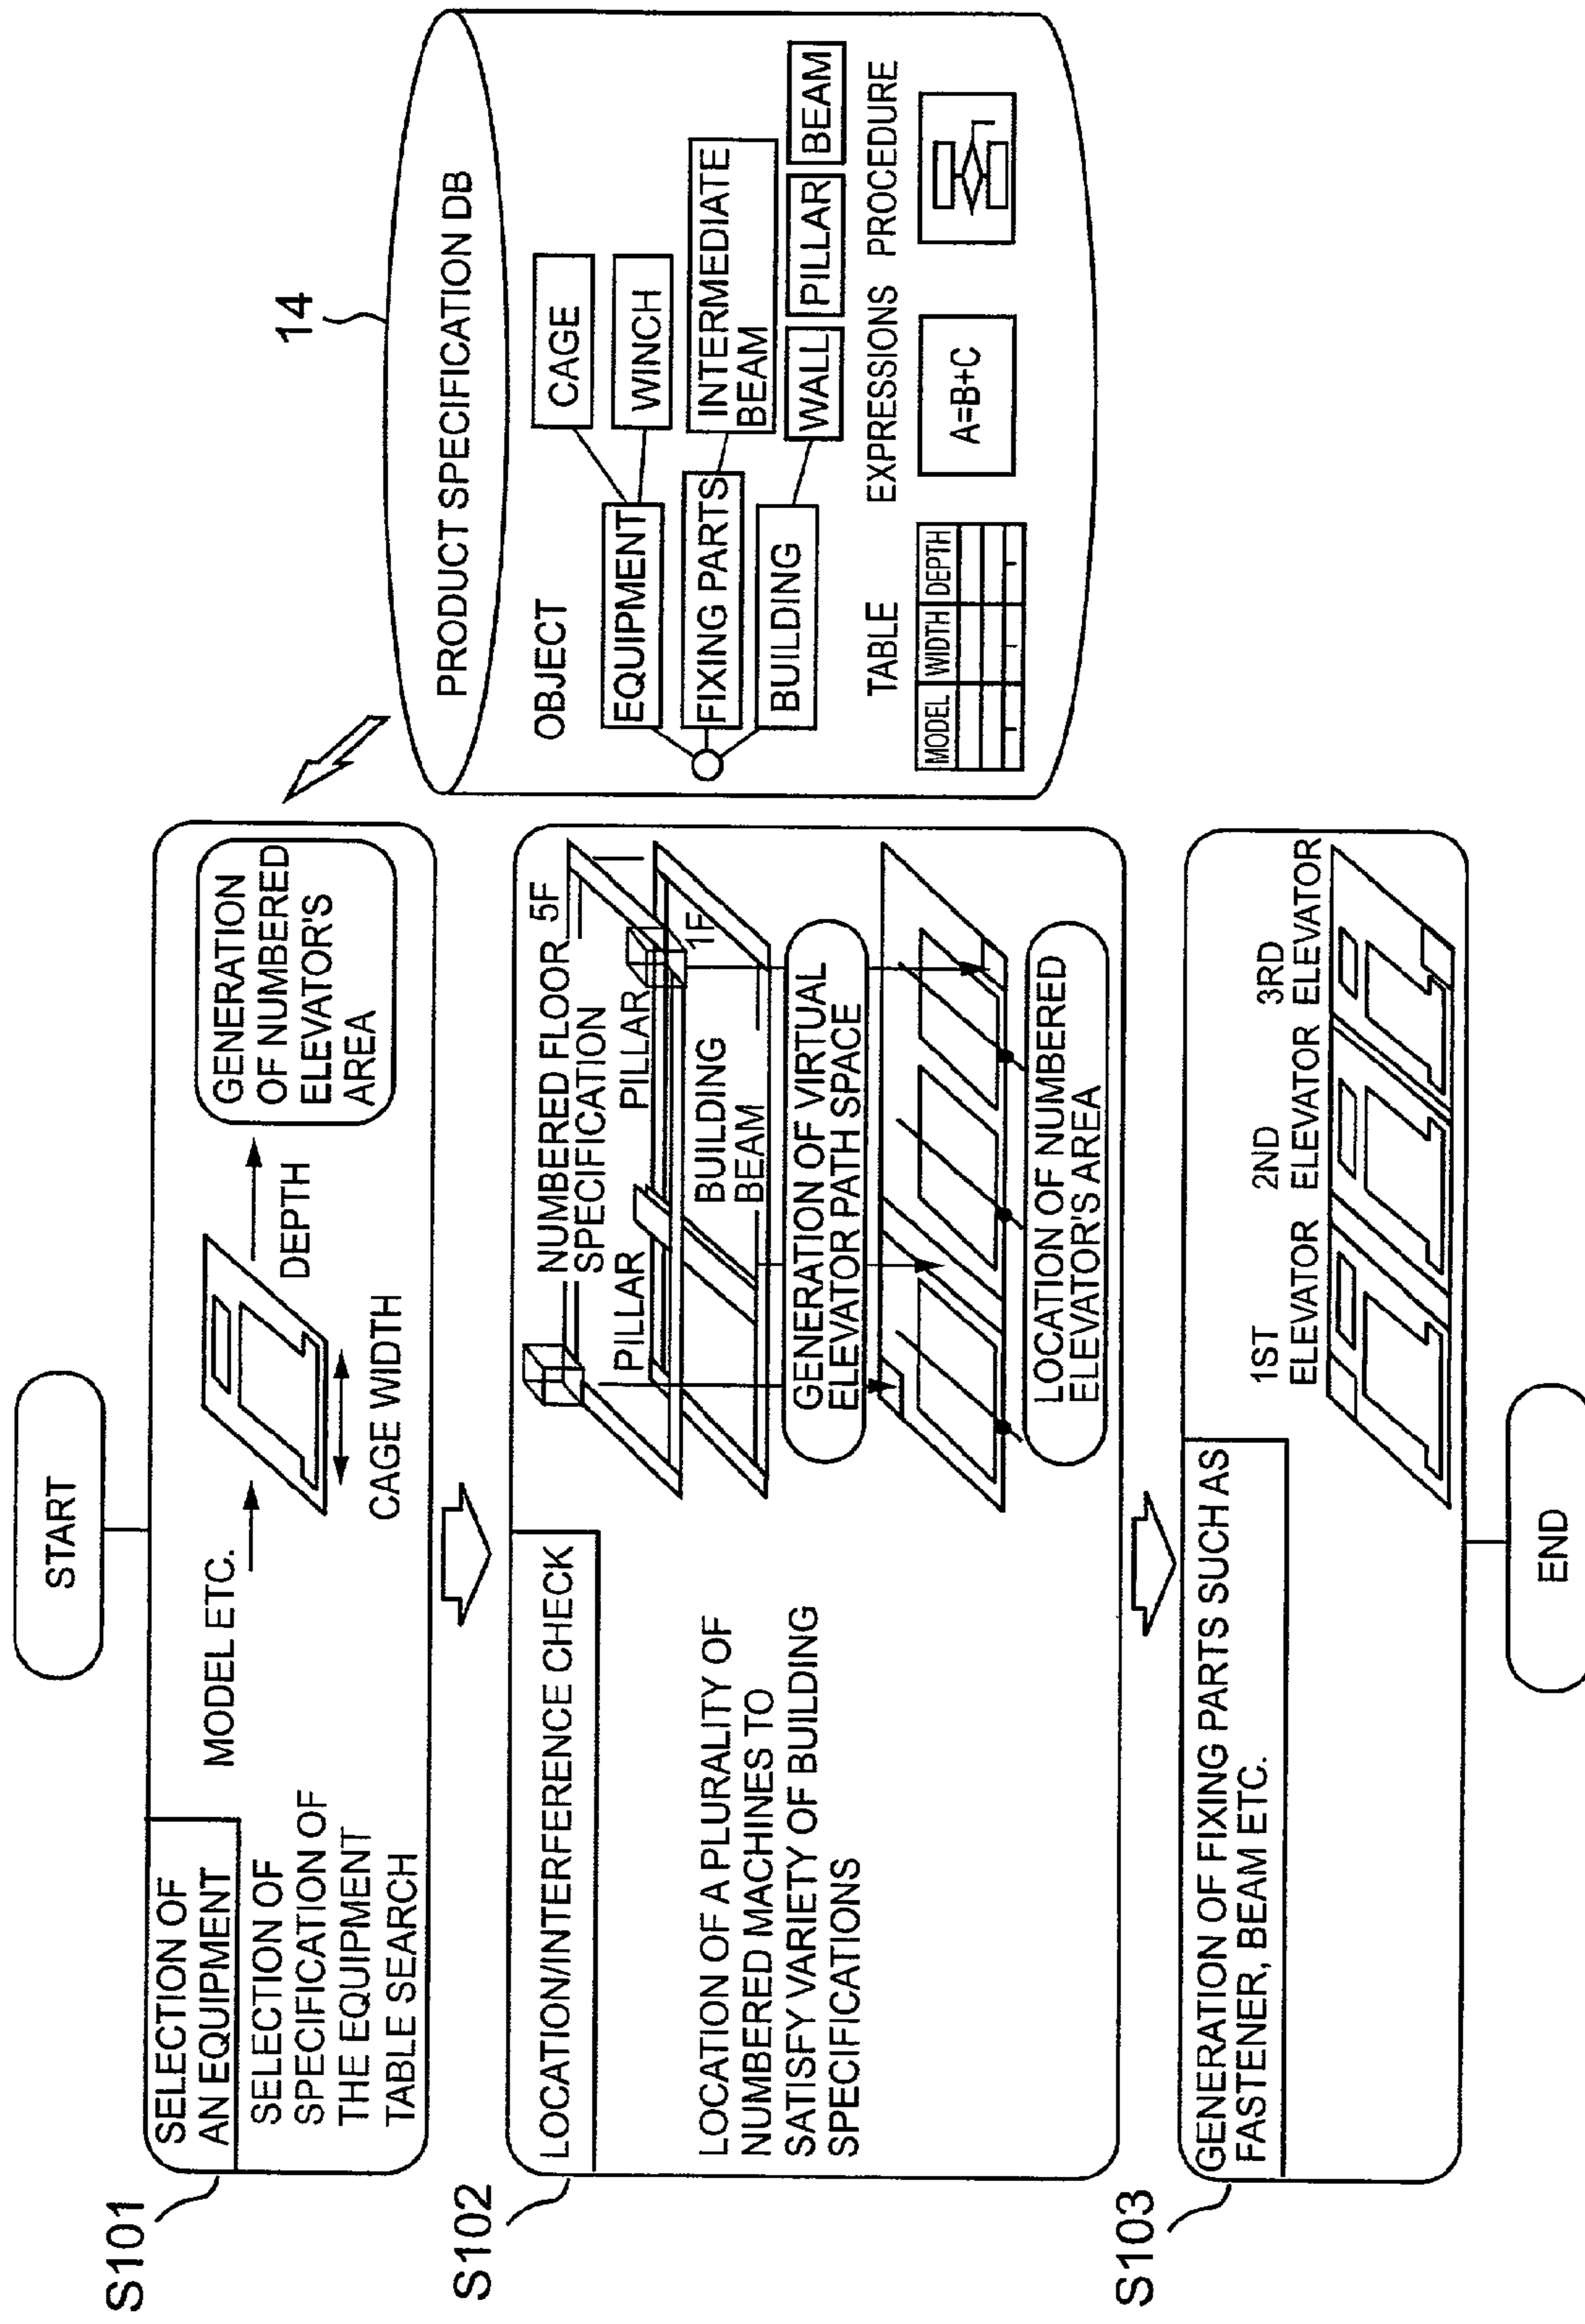 START
S101
SELECTION OF
AN EQUIPMENT
SELECTION OF
SPECIFICATION OF
THE EQUIPMENT
TABLE SEARCH
MODEL ETC.
DEPTH
CAGE WIDTH
GENERATION
OF NUMBERED
ELEVATOR'S
AREA
S102
LOCATION/INTERFERENCE CHECK
LOCATION OF A PLURALITY OF
NUMBERED MACHINES TO
SATISFY VARIETY OF BUILDING
SPECIFICATIONS
NUMBERED FLOOR
SPECIFICATION
5F
PILLAR
PILLAR
1F
BUILDING
BEAM
GENERATION OF VIRTUAL
ELEVATOR PATH SPACE
LOCATION OF NUMBERED
ELEVATOR'S AREA
S103
GENERATION OF FIXING PARTS SUCH AS
FASTENER, BEAM ETC.
1ST
ELEVATOR
2ND
ELEVATOR
3RD
ELEVATOR
END
14
PRODUCT SPECIFICATION DB
OBJECT
EQUIPMENT
CAGE
WINCH
FIXING PARTS
INTERMEDIATE
BEAM
BUILDING
WALL
PILLAR
BEAM
TABLE
EXPRESSIONS
PROCEDURE
MODEL WIDTH DEPTH
A=B+C